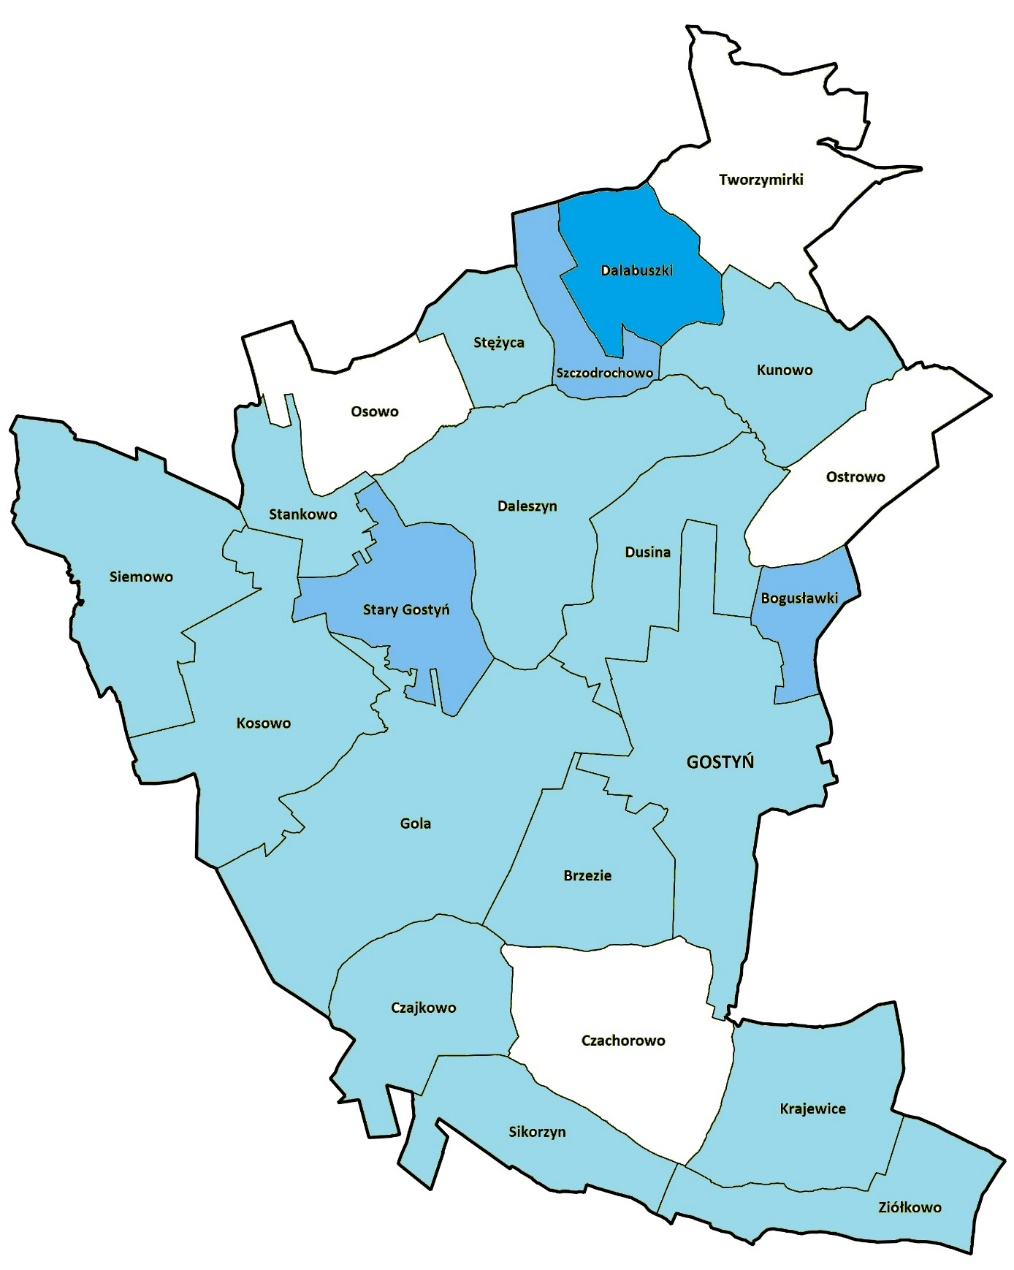 Tworzymirki
Dalabuszki
Stężyca
Szczodrochowo
Kunowo
Osowo
Ostrowo
Daleszyn
Stankowo
Dusina
Siemowo
Bogusławki
Stary Gostyń
Kosowo
GOSTYŃ
Gola
Brzezie
Czajkowo
Czachorowo
Krajewice
Sikorzyn
Ziółkowo